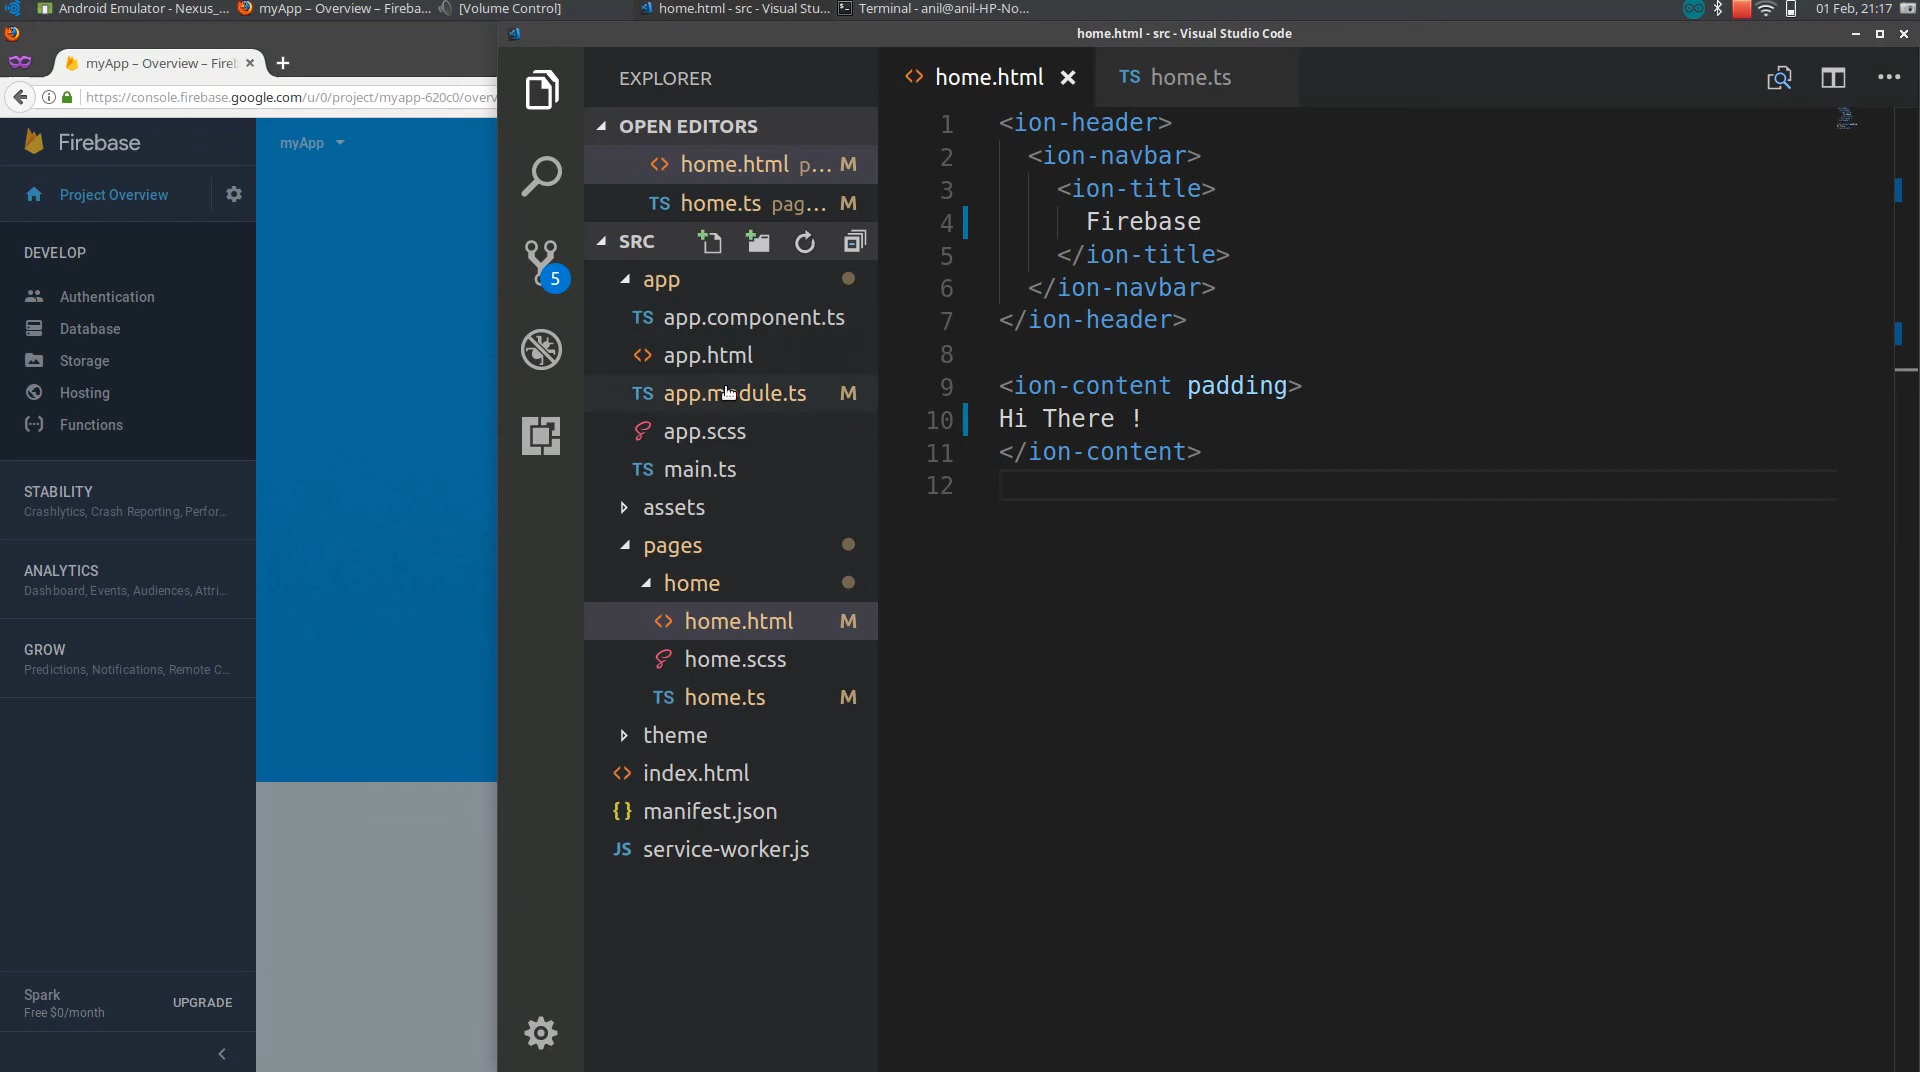 Android Emulator - Nexus_...
myApp – Overview – Fireba...
[Volume Control]
home.html - src - Visual Stu...
Terminal - anil@anil-HP-No...
01 Feb, 21:17
home.html - src - Visual Studio Code
myApp – Overview – Fireb
https://console.firebase.google.com/u/0/project/myapp-620c0/overv
Firebase
myApp
Project Overview
DEVELOP
Authentication
Database
Storage
Hosting
Functions
STABILITY
Crashlytics, Crash Reporting, Perfor...
ANALYTICS
Dashboard, Events, Audiences, Attri...
GROW
Predictions, Notifications, Remote C...
Spark
Free $0/month
UPGRADE
5
EXPLORER
OPEN EDITORS
<> home.html p... M
TS home.ts pag... M
SRC
app
TS app.component.ts
<> app.html
TS app.module.ts M
app.scss
TS main.ts
assets
pages
home
<> home.html M
home.scss
TS home.ts M
theme
<> index.html
{ } manifest.json
JS service-worker.js
<> home.html
TS home.ts
1 <ion-header>
2 <ion-navbar>
3 <ion-title>
4 Firebase
5 </ion-title>
6 </ion-navbar>
7 </ion-header>
8
9 <ion-content padding>
10 Hi There !
11 </ion-content>
12